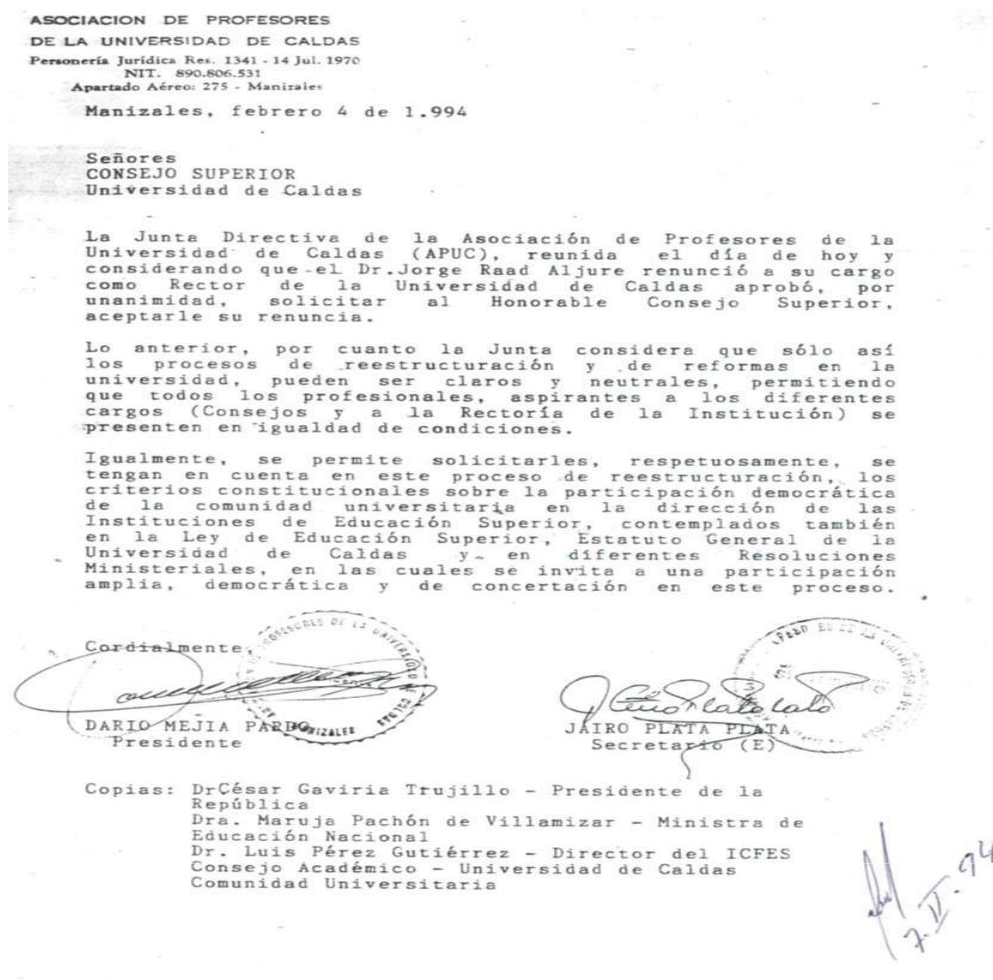 ASOCIACION DE PROFESORES
DE LA UNIVERSIDAD DE CALDAS
Personería Jurídica Res. 1341 - 14 Jul. 1970
NIT. 890.806.531
Apartado Aéreo: 275 - Manizales
Manizales, febrero 4 de 1.994
Señores
CONSEJO SUPERIOR
Universidad de Caldas
La Junta Directiva de la Asociación de Profesores de la
Universidad de Caldas (APUC), reunida el día de hoy y
considerando que el Dr.Jorge Raad Aljure renunció a su cargo
como Rector de la Universidad de Caldas aprobó, por
unanimidad, solicitar al Honorable Consejo Superior,
aceptarle su renuncia.
Lo anterior, por cuanto la Junta considera que sólo así
los procesos de reestructuración y de reformas en la
universidad, pueden ser claros y neutrales, permitiendo
que todos los profesionales, aspirantes a los diferentes
cargos (Consejos y a la Rectoría de la Institución) se
presenten en igualdad de condiciones.
Igualmente, se permite solicitarles, respetuosamente, se
tengan en cuenta en este proceso de reestructuración, los
criterios constitucionales sobre la participación democrática
de la comunidad universitaria en la dirección de las
Instituciones de Educación Superior, contemplados también
en la Ley de Educación Superior, Estatuto General de la
Universidad de Caldas y en diferentes Resoluciones
Ministeriales, en las cuales se invita a una participación
amplia, democrática y de concertación en este proceso.
Cordialmente
DARIO MEJIA PARDO
Presidente
MANIZALES
JAIRO PLATA PLATA
Secretario (E)
Copias: DrCésar Gaviria Trujillo - Presidente de la
República
Dra. Maruja Pachón de Villamizar - Ministra de
Educación Nacional
Dr. Luis Pérez Gutiérrez - Director del ICFES
Consejo Académico - Universidad de Caldas
Comunidad Universitaria
7-II-94